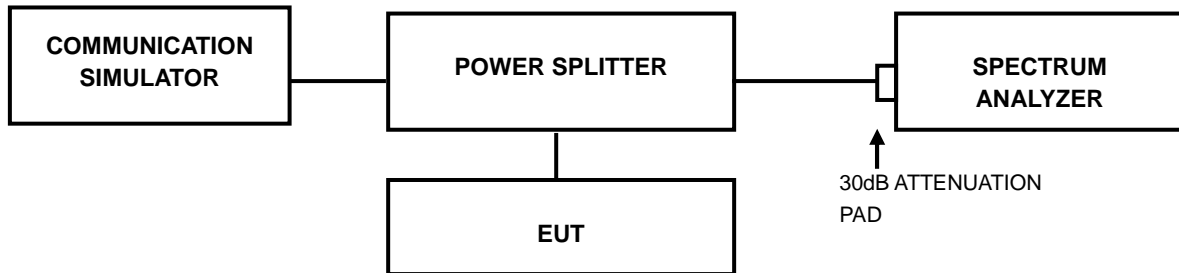 COMMUNICATION
SIMULATOR
POWER SPLITTER
SPECTRUM
ANALYZER
30dB ATTENUATION
PAD
EUT